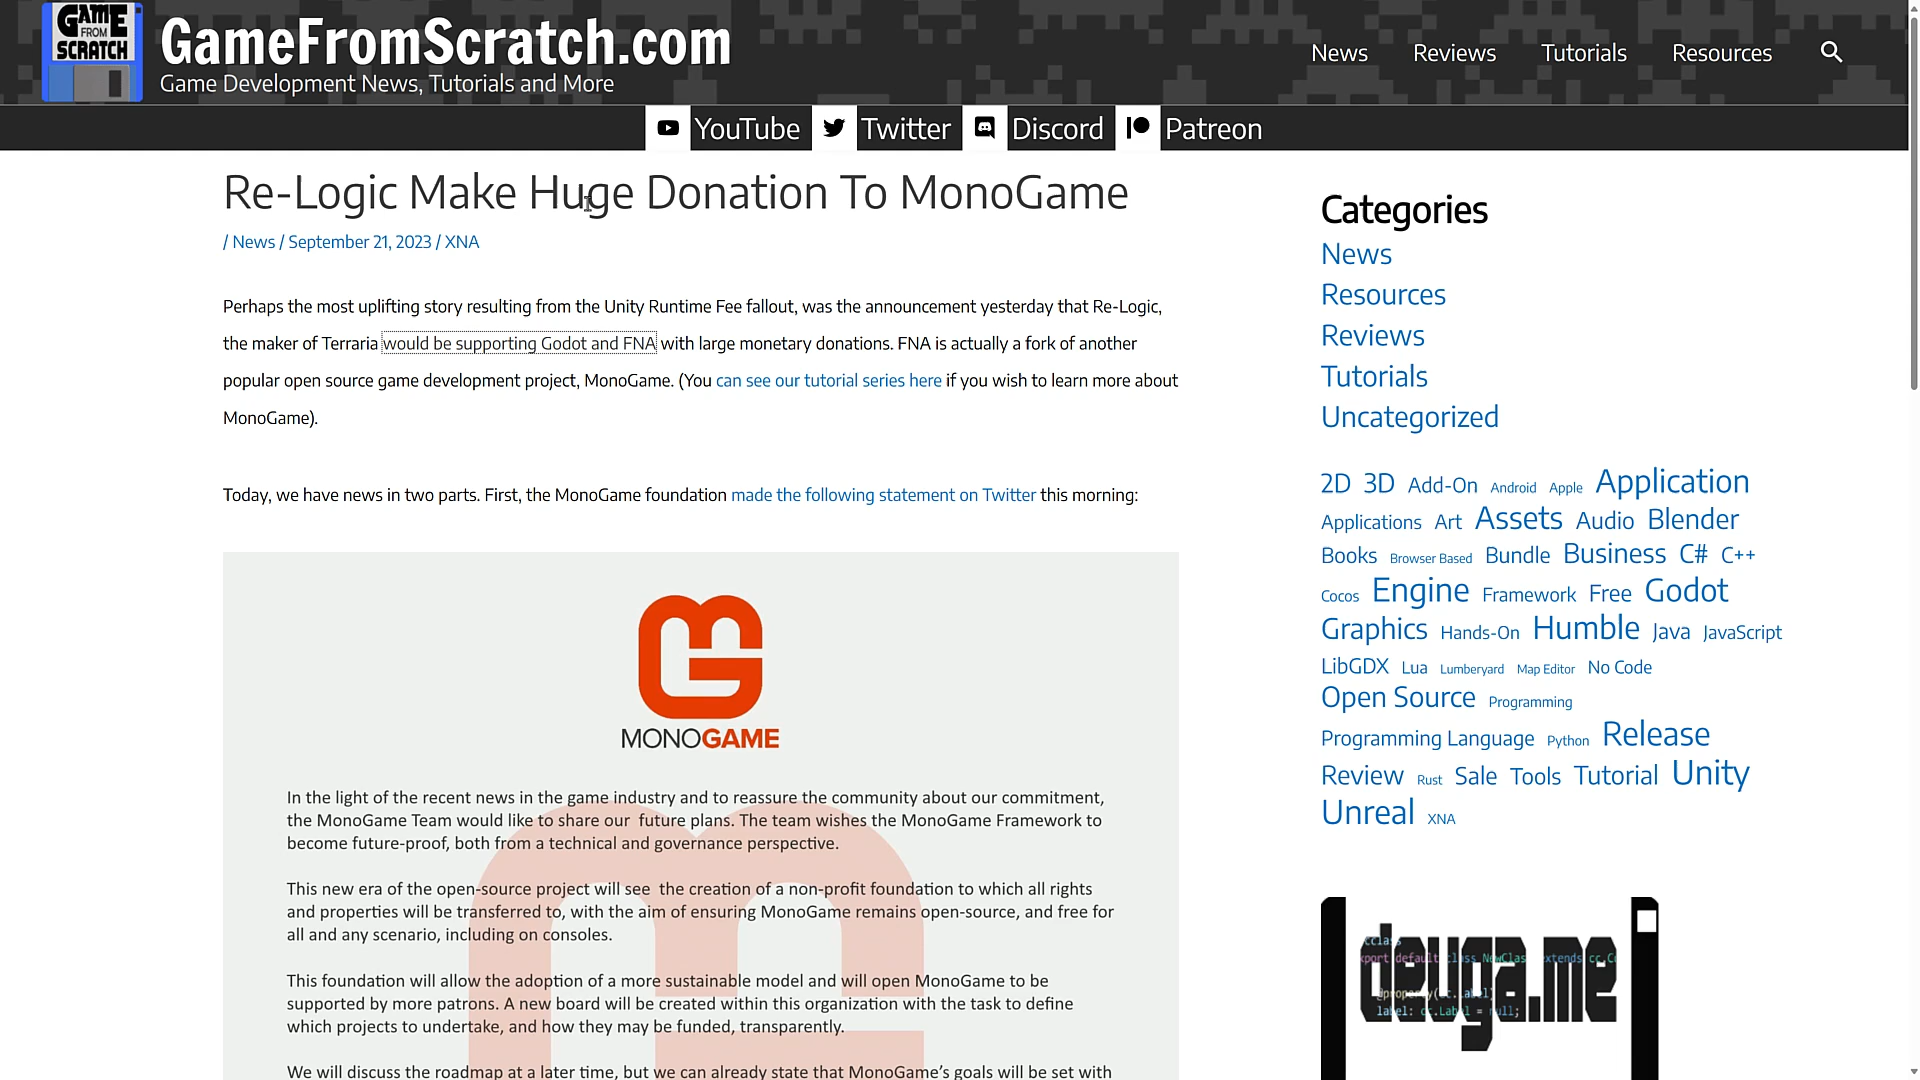 GAME
FROM
SCRATCH
GameFromScratch.com
Game Development News, Tutorials and More
News Reviews Tutorials Resources
YouTube Twitter Discord Patreon
Re-Logic Make Huge Donation To MonoGame
/ News / September 21, 2023 / XNA
Perhaps the most uplifting story resulting from the Unity Runtime Fee fallout, was the announcement yesterday that Re-Logic,
the maker of Terraria would be supporting Godot and FNA with large monetary donations. FNA is actually a fork of another
popular open source game development project, MonoGame. (You can see our tutorial series here if you wish to learn more about
MonoGame).
Today, we have news in two parts. First, the MonoGame foundation made the following statement on Twitter this morning:
MONOGAME
In the light of the recent news in the game industry and to reassure the community about our commitment,
the MonoGame Team would like to share our future plans. The team wishes the MonoGame Framework to
become future-proof, both from a technical and governance perspective.
This new era of the open-source project will see the creation of a non-profit foundation to which all rights
and properties will be transferred to, with the aim of ensuring MonoGame remains open-source, and free for
all and any scenario, including on consoles.
This foundation will allow the adoption of a more sustainable model and will open MonoGame to be
supported by more patrons. A new board will be created within this organization with the task to define
which projects to undertake, and how they may be funded, transparently.
We will discuss the roadmap at a later time, but we can already state that MonoGame's goals will be set with
Categories
News
Resources
Reviews
Tutorials
Uncategorized
2D 3D Add-On Android Apple Application
Applications Art Assets Audio Blender
Books Browser Based Bundle Business C# C++
Cocos Engine Framework Free Godot
Graphics Hands-On Humble Java JavaScript
LibGDX Lua Lumberyard Map Editor No Code
Open Source Programming
Programming Language Python Release
Review Rust Sale Tools Tutorial Unity
Unreal XNA
devga.me